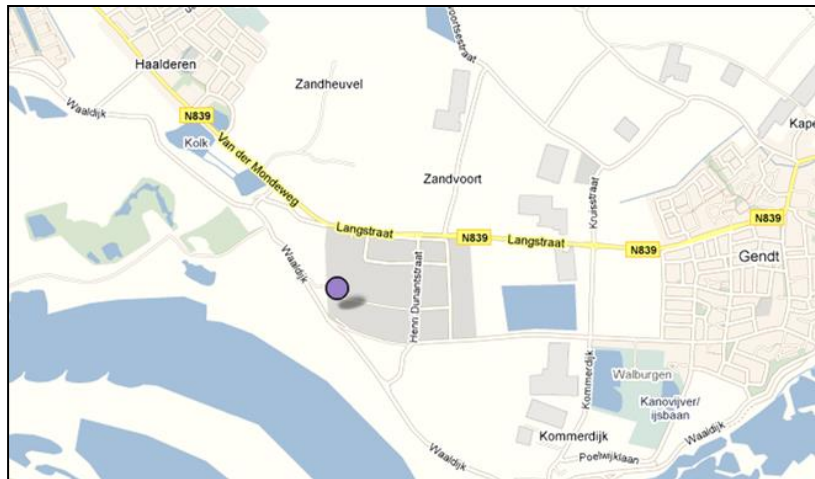 Haalderen
Zandheuvel
voortsestraat
Waaldijk
N839
Kolk
Van der Mondeweg
Zandvoort
Kruisstraat
Kape
N839
Langstraat
N839
Langstraat
N839
Gendt
Waaldijk
Henri Dunantstraat
Kommerdijk
Walburgen
Kanovijver/
ijsbaan
Waaldijk
Kommerdijk
Poelwijklaan
Waaldijk